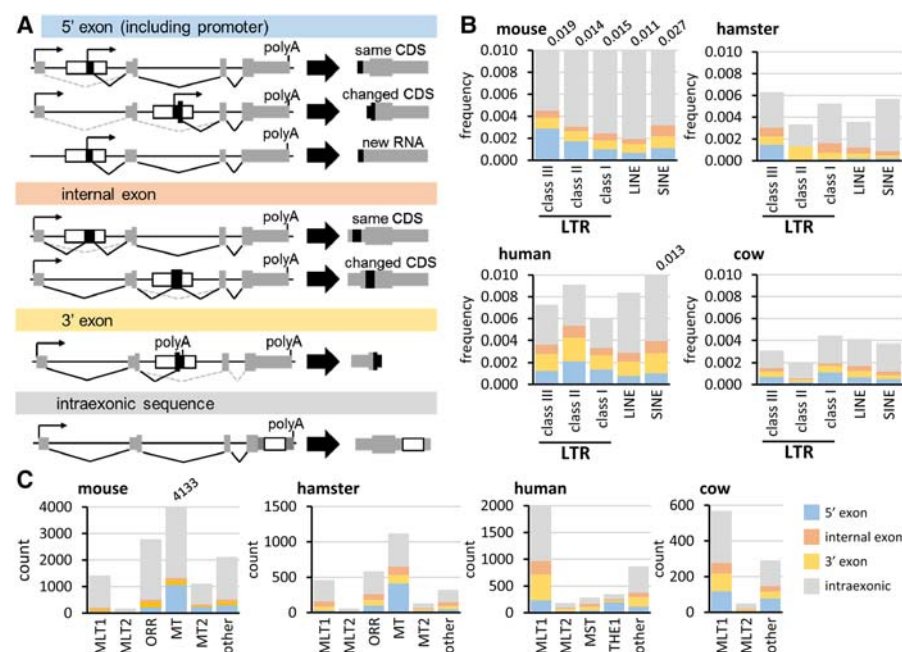 A
5' exon (including promoter)
polyA
same CDS
changed CDS
new RNA
internal exon
polyA
same CDS
polyA
changed CDS
3' exon
polyA
polyA
intraexonic sequence
polyA
B
mouse
0.019
0.014
0.015
0.011
0.027
frequency
0.010
0.008
0.006
0.004
0.002
0.000
class III
class II
class I
LINE
SINE
LTR
hamster
frequency
0.010
0.008
0.006
0.004
0.002
0.000
class III
class II
class I
LINE
SINE
LTR
human
0.013
frequency
0.010
0.008
0.006
0.004
0.002
0.000
class III
class II
class I
LINE
SINE
LTR
cow
frequency
0.010
0.008
0.006
0.004
0.002
0.000
class III
class II
class I
LINE
SINE
LTR
C
mouse
4133
count
4000
3000
2000
1000
0
MLT1
MLT2
ORR
MT
MT2
other
hamster
count
1500
1000
500
0
MLT1
MLT2
ORR
MT
MT2
other
human
count
2000
1500
1000
500
0
MLT1
MLT2
MST
THE1
other
cow
count
600
400
200
0
MLT1
MLT2
other
5' exon
internal exon
3' exon
intraexonic